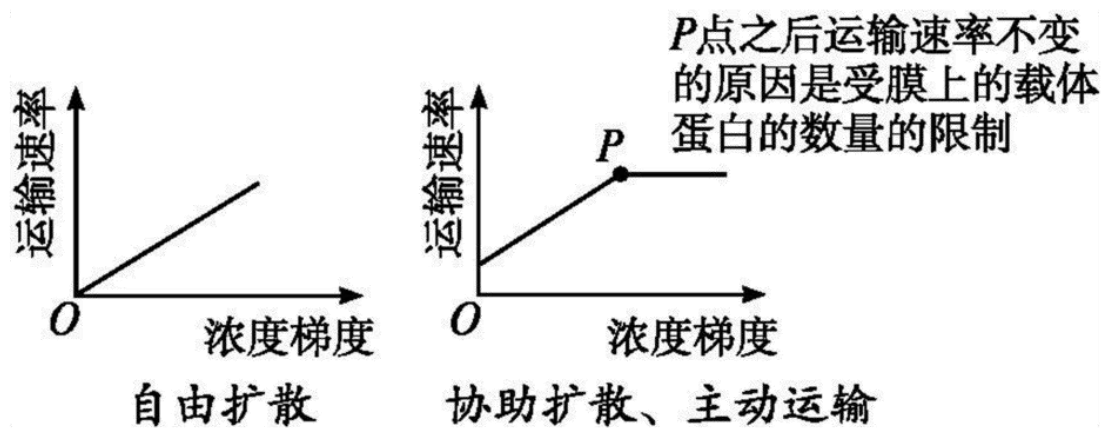 P点之后运输速率不变
的原因是受膜上的载体
蛋白的数量的限制
运输速率
O
浓度梯度
自由扩散
运输速率
P
O
浓度梯度
协助扩散、主动运输